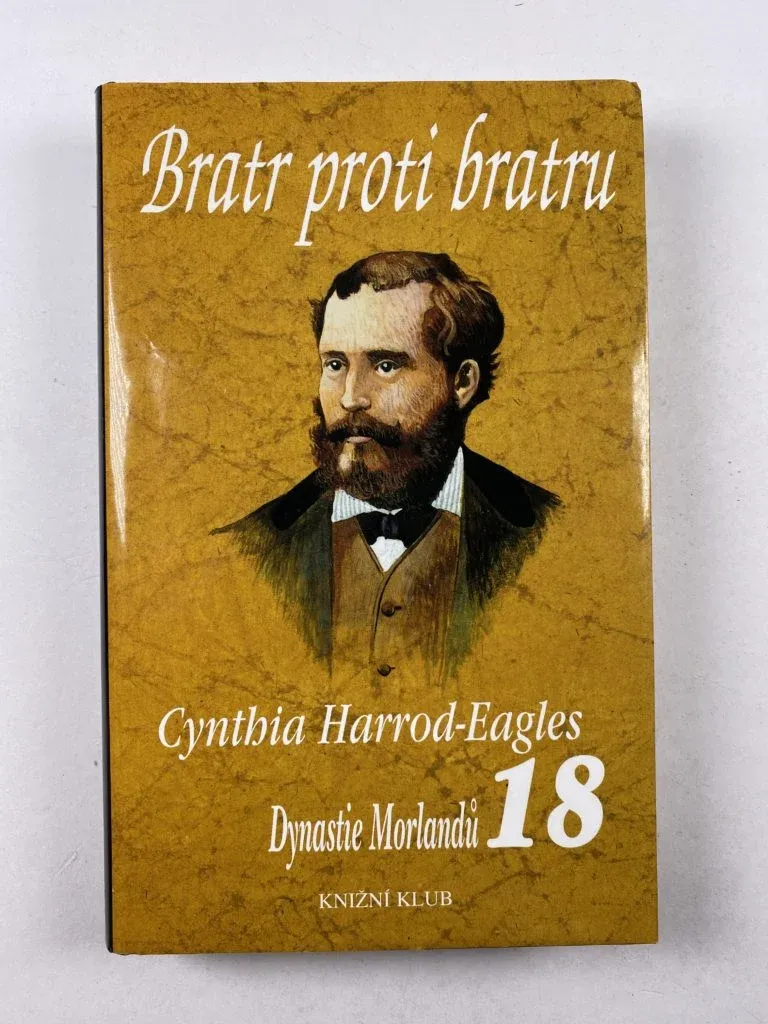 Bratr proti bratru
Cynthia Harrod-Eagles
Dynastie Morlandů 18
KNIŽNÍ KLUB